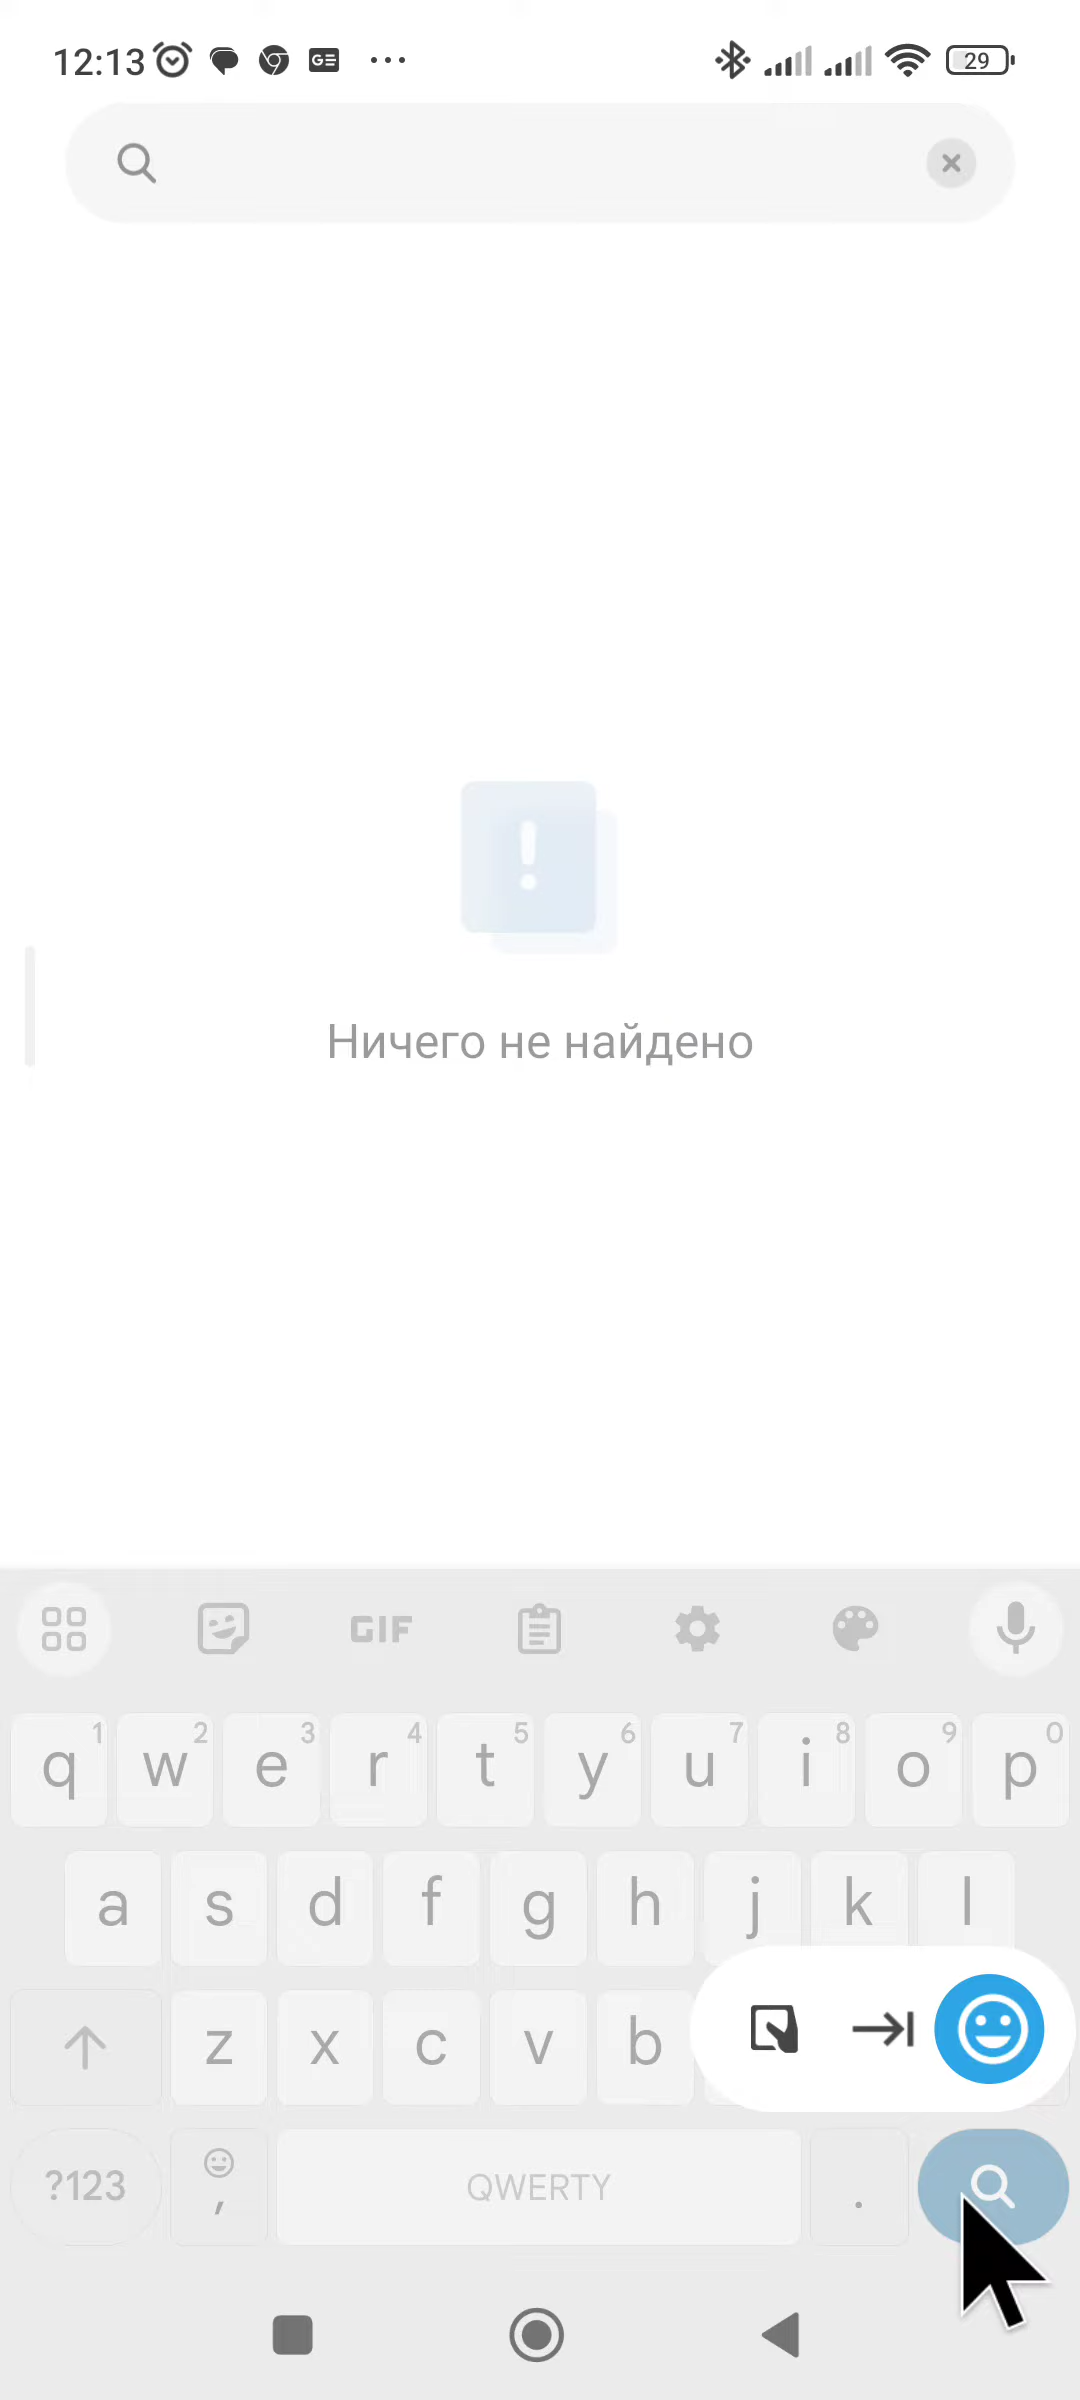 12:13 29
Ничего не найдено
GIF
1 2 3 4 5 6 7 8 9 0
q w e r t y u i o p
a s d f g h j k l
z x c v b
?123 , QWERTY .